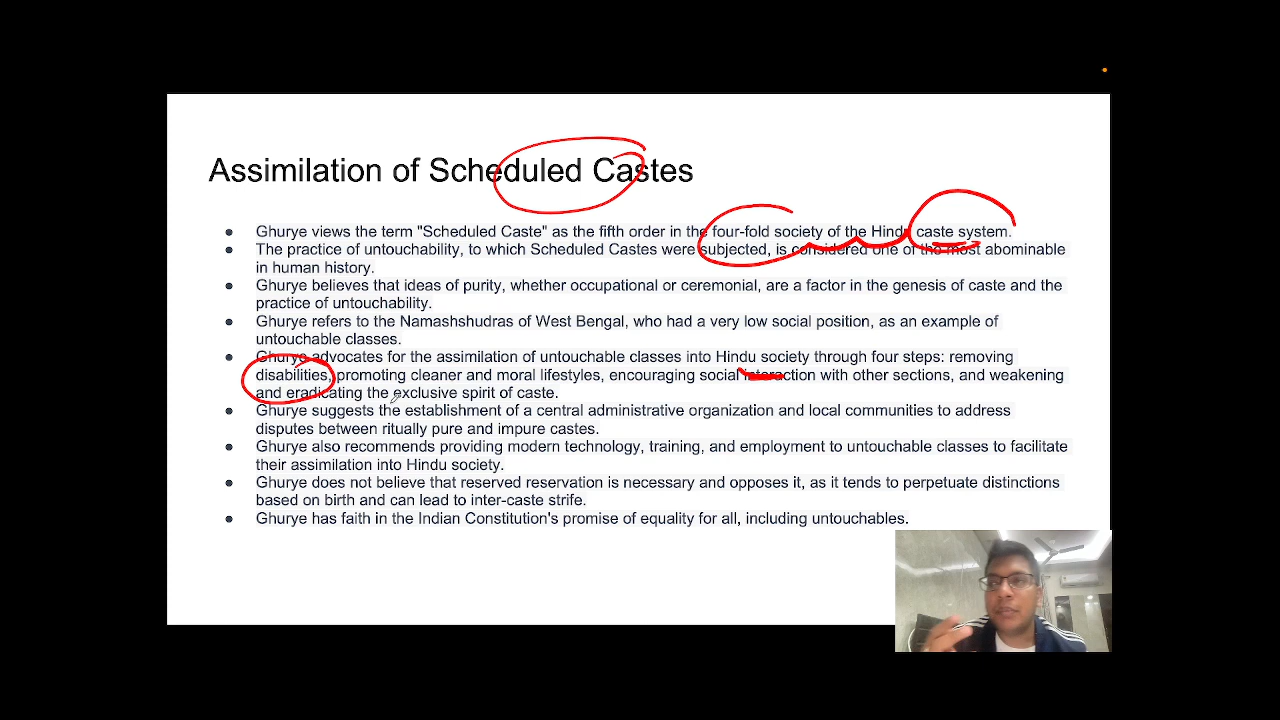 Assimilation of Scheduled Castes
● Ghurye views the term "Scheduled Caste" as the fifth order in the four-fold society of the Hindu caste system.
● The practice of untouchability, to which Scheduled Castes were subjected, is considered one of the most abominable
in human history.
● Ghurye believes that ideas of purity, whether occupational or ceremonial, are a factor in the genesis of caste and the
practice of untouchability.
● Ghurye refers to the Namashshudras of West Bengal, who had a very low social position, as an example of
untouchable classes.
● Ghurye advocates for the assimilation of untouchable classes into Hindu society through four steps: removing
disabilities, promoting cleaner and moral lifestyles, encouraging social interaction with other sections, and weakening
and eradicating the exclusive spirit of caste.
● Ghurye suggests the establishment of a central administrative organization and local communities to address
disputes between ritually pure and impure castes.
● Ghurye also recommends providing modern technology, training, and employment to untouchable classes to facilitate
their assimilation into Hindu society.
● Ghurye does not believe that reserved reservation is necessary and opposes it, as it tends to perpetuate distinctions
based on birth and can lead to inter-caste strife.
● Ghurye has faith in the Indian Constitution's promise of equality for all, including untouchables.